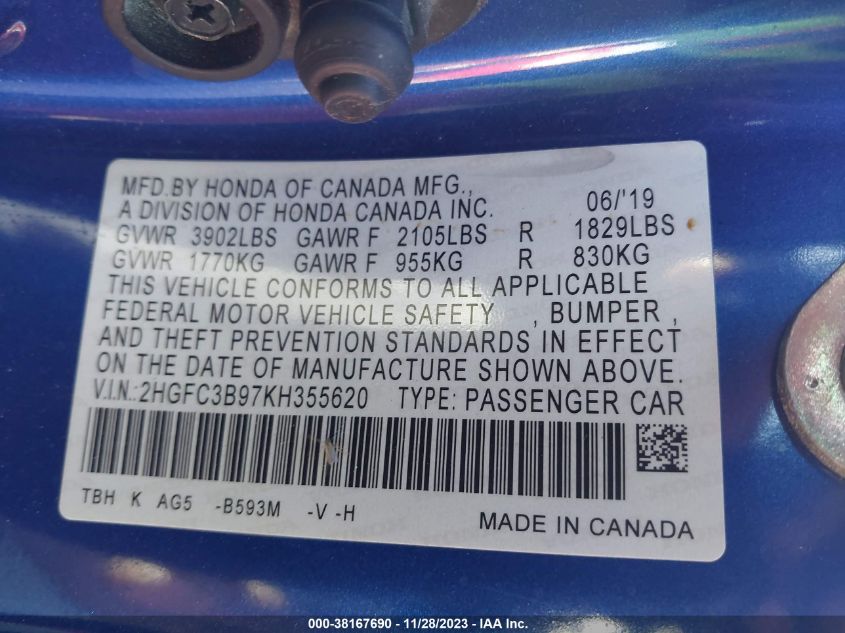 MFD.BY HONDA OF CANADA MFG.,
A DIVISION OF HONDA CANADA INC. 06/'19
GVWR 3902LBS GAWR F 2105LBS R 1829LBS
GVWR 1770KG GAWR F 955KG R 830KG
THIS VEHICLE CONFORMS TO ALL APPLICABLE
FEDERAL MOTOR VEHICLE SAFETY , BUMPER ,
AND THEFT PREVENTION STANDARDS IN EFFECT
ON THE DATE OF MANUFACTURE SHOWN ABOVE.
V.I.N.:2HGFC3B97KH355620 TYPE: PASSENGER CAR
TBH K AG5 -B593M -V -H
MADE IN CANADA
000-38167690 - 11/28/2023 - IAA Inc.